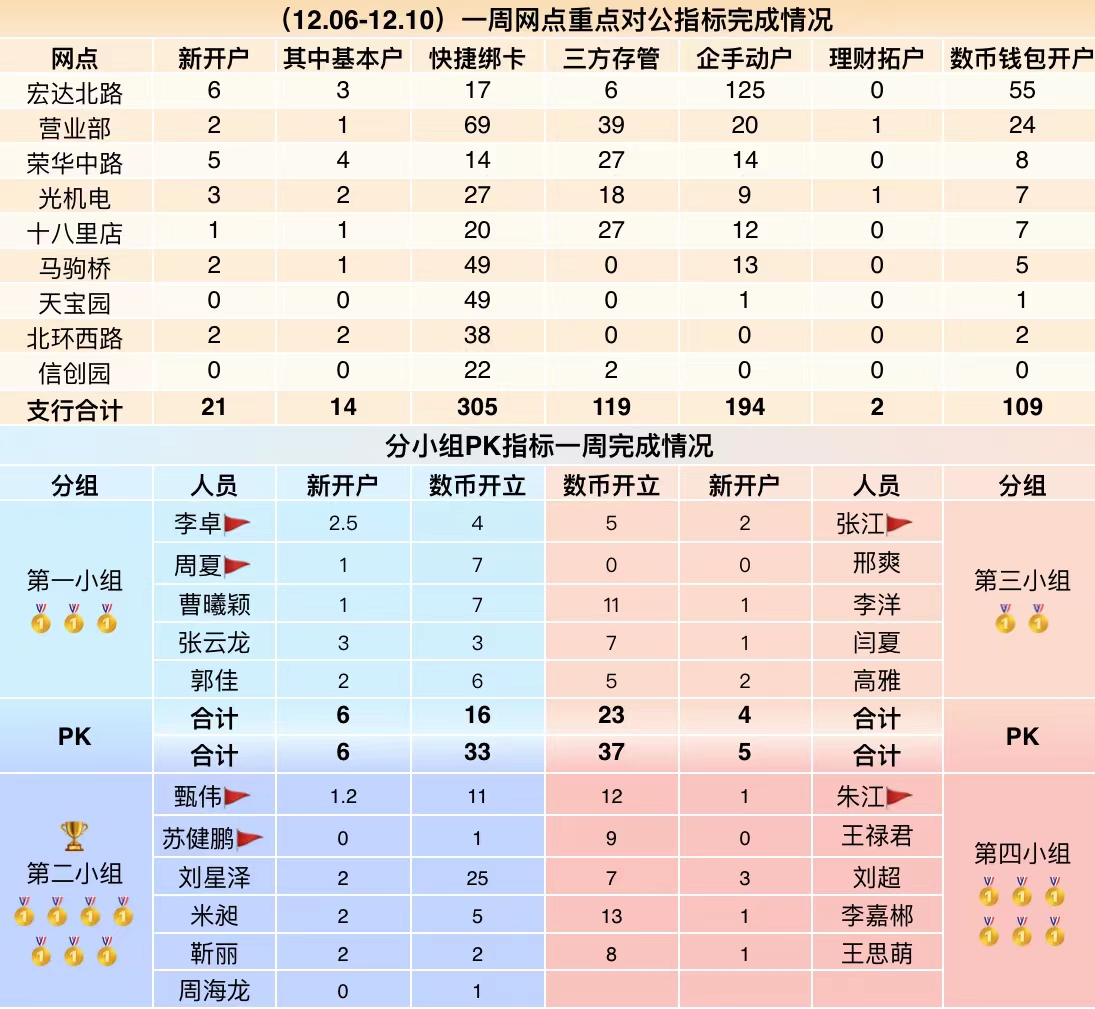 （12.06-12.10）一周网点重点对公指标完成情况
网点 新开户 其中基本户 快捷绑卡 三方存管 企手动户 理财拓户 数币钱包开户
宏达北路 6 3 17 6 125 0 55
营业部 2 1 69 39 20 1 24
荣华中路 5 4 14 27 14 0 8
光机电 3 2 27 18 9 1 7
十八里店 1 1 20 27 12 0 7
马驹桥 2 1 49 0 13 0 5
天宝园 0 0 49 0 1 0 1
北环西路 2 2 38 0 0 0 2
信创园 0 0 22 2 0 0 0
支行合计 21 14 305 119 194 2 109
分小组PK指标一周完成情况
分组 人员 新开户 数币开立 数币开立 新开户 人员 分组
李卓 2.5 4 5 2 张江
周夏 1 7 0 0 邢爽
第一小组 第三小组
曹曦颖 1 7 11 1 李洋
张云龙 3 3 7 1 闫夏
郭佳 2 6 5 2 高雅
合计 6 16 23 4 合计
PK PK
合计 6 33 37 5 合计
甄伟 1.2 11 12 1 朱江
苏健鹏 0 1 9 0 王禄君
第二小组 第四小组
刘星泽 2 25 7 3 刘超
米昶 2 5 13 1 李嘉郴
靳丽 2 2 8 1 王思萌
周海龙 0 1